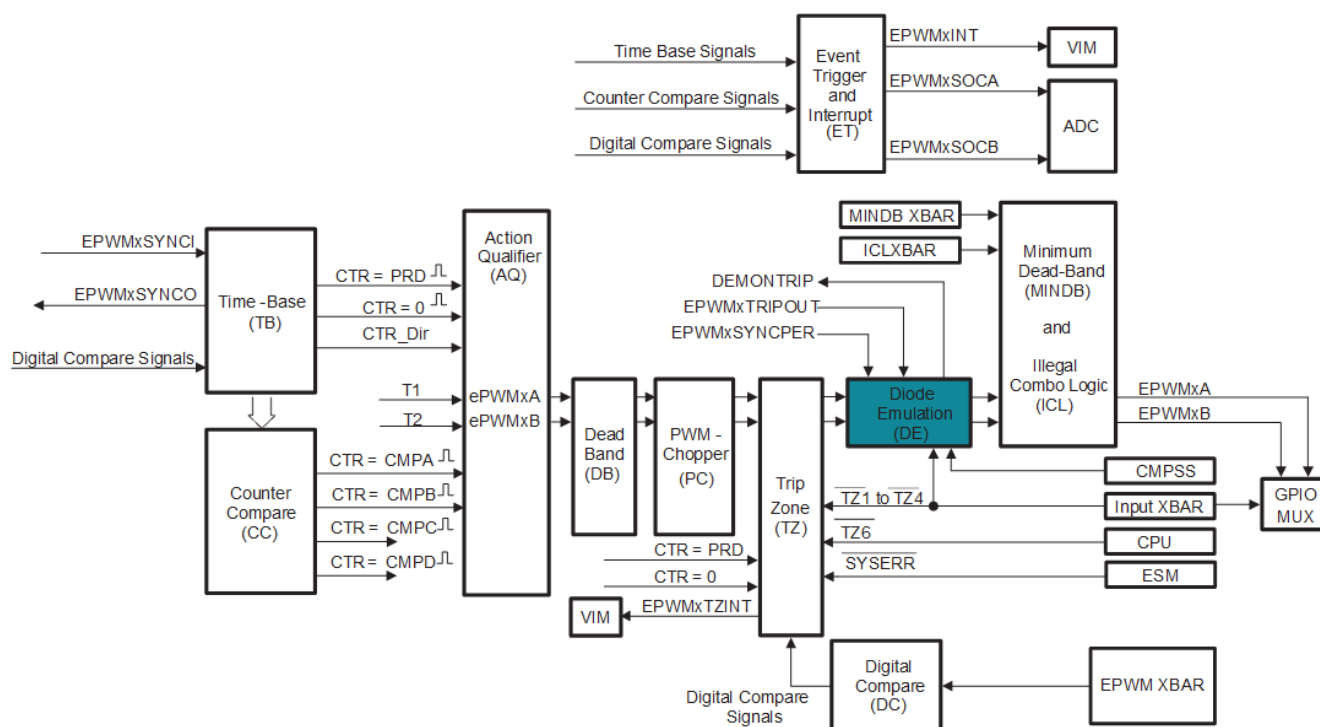 Time Base Signals
Counter Compare Signals
Digital Compare Signals
Event
Trigger
and
Interrupt
(ET)
EPWMxINT
EPWMxSOCA
EPWMxSOCB
VIM
ADC
EPWMxSYNCI
EPWMxSYNCO
Digital Compare Signals
Time -Base
(TB)
CTR = PRD
CTR = 0
CTR_Dir
T1
T2
Action
Qualifier
(AQ)
ePWMxA
ePWMxB
Counter
Compare
(CC)
CTR = CMPA
CTR = CMPB
CTR = CMPC
CTR = CMPD
Dead
Band
(DB)
PWM -
Chopper
(PC)
Trip
Zone
(TZ)
CTR = PRD
CTR = 0
EPWMxTZINT
VIM
DEMONTRIP
EPWMxTRIPOUT
EPWMxSYNCPER
Diode
Emulation
(DE)
MINDB XBAR
ICLXBAR
Minimum
Dead-Band
(MINDB)
and
Illegal
Combo Logic
(ICL)
EPWMxA
EPWMxB
TZ1 to TZ4
TZ6
SYSERR
CMPSS
Input XBAR
CPU
ESM
GPIO
MUX
Digital Compare
Signals
Digital
Compare
(DC)
EPWM XBAR